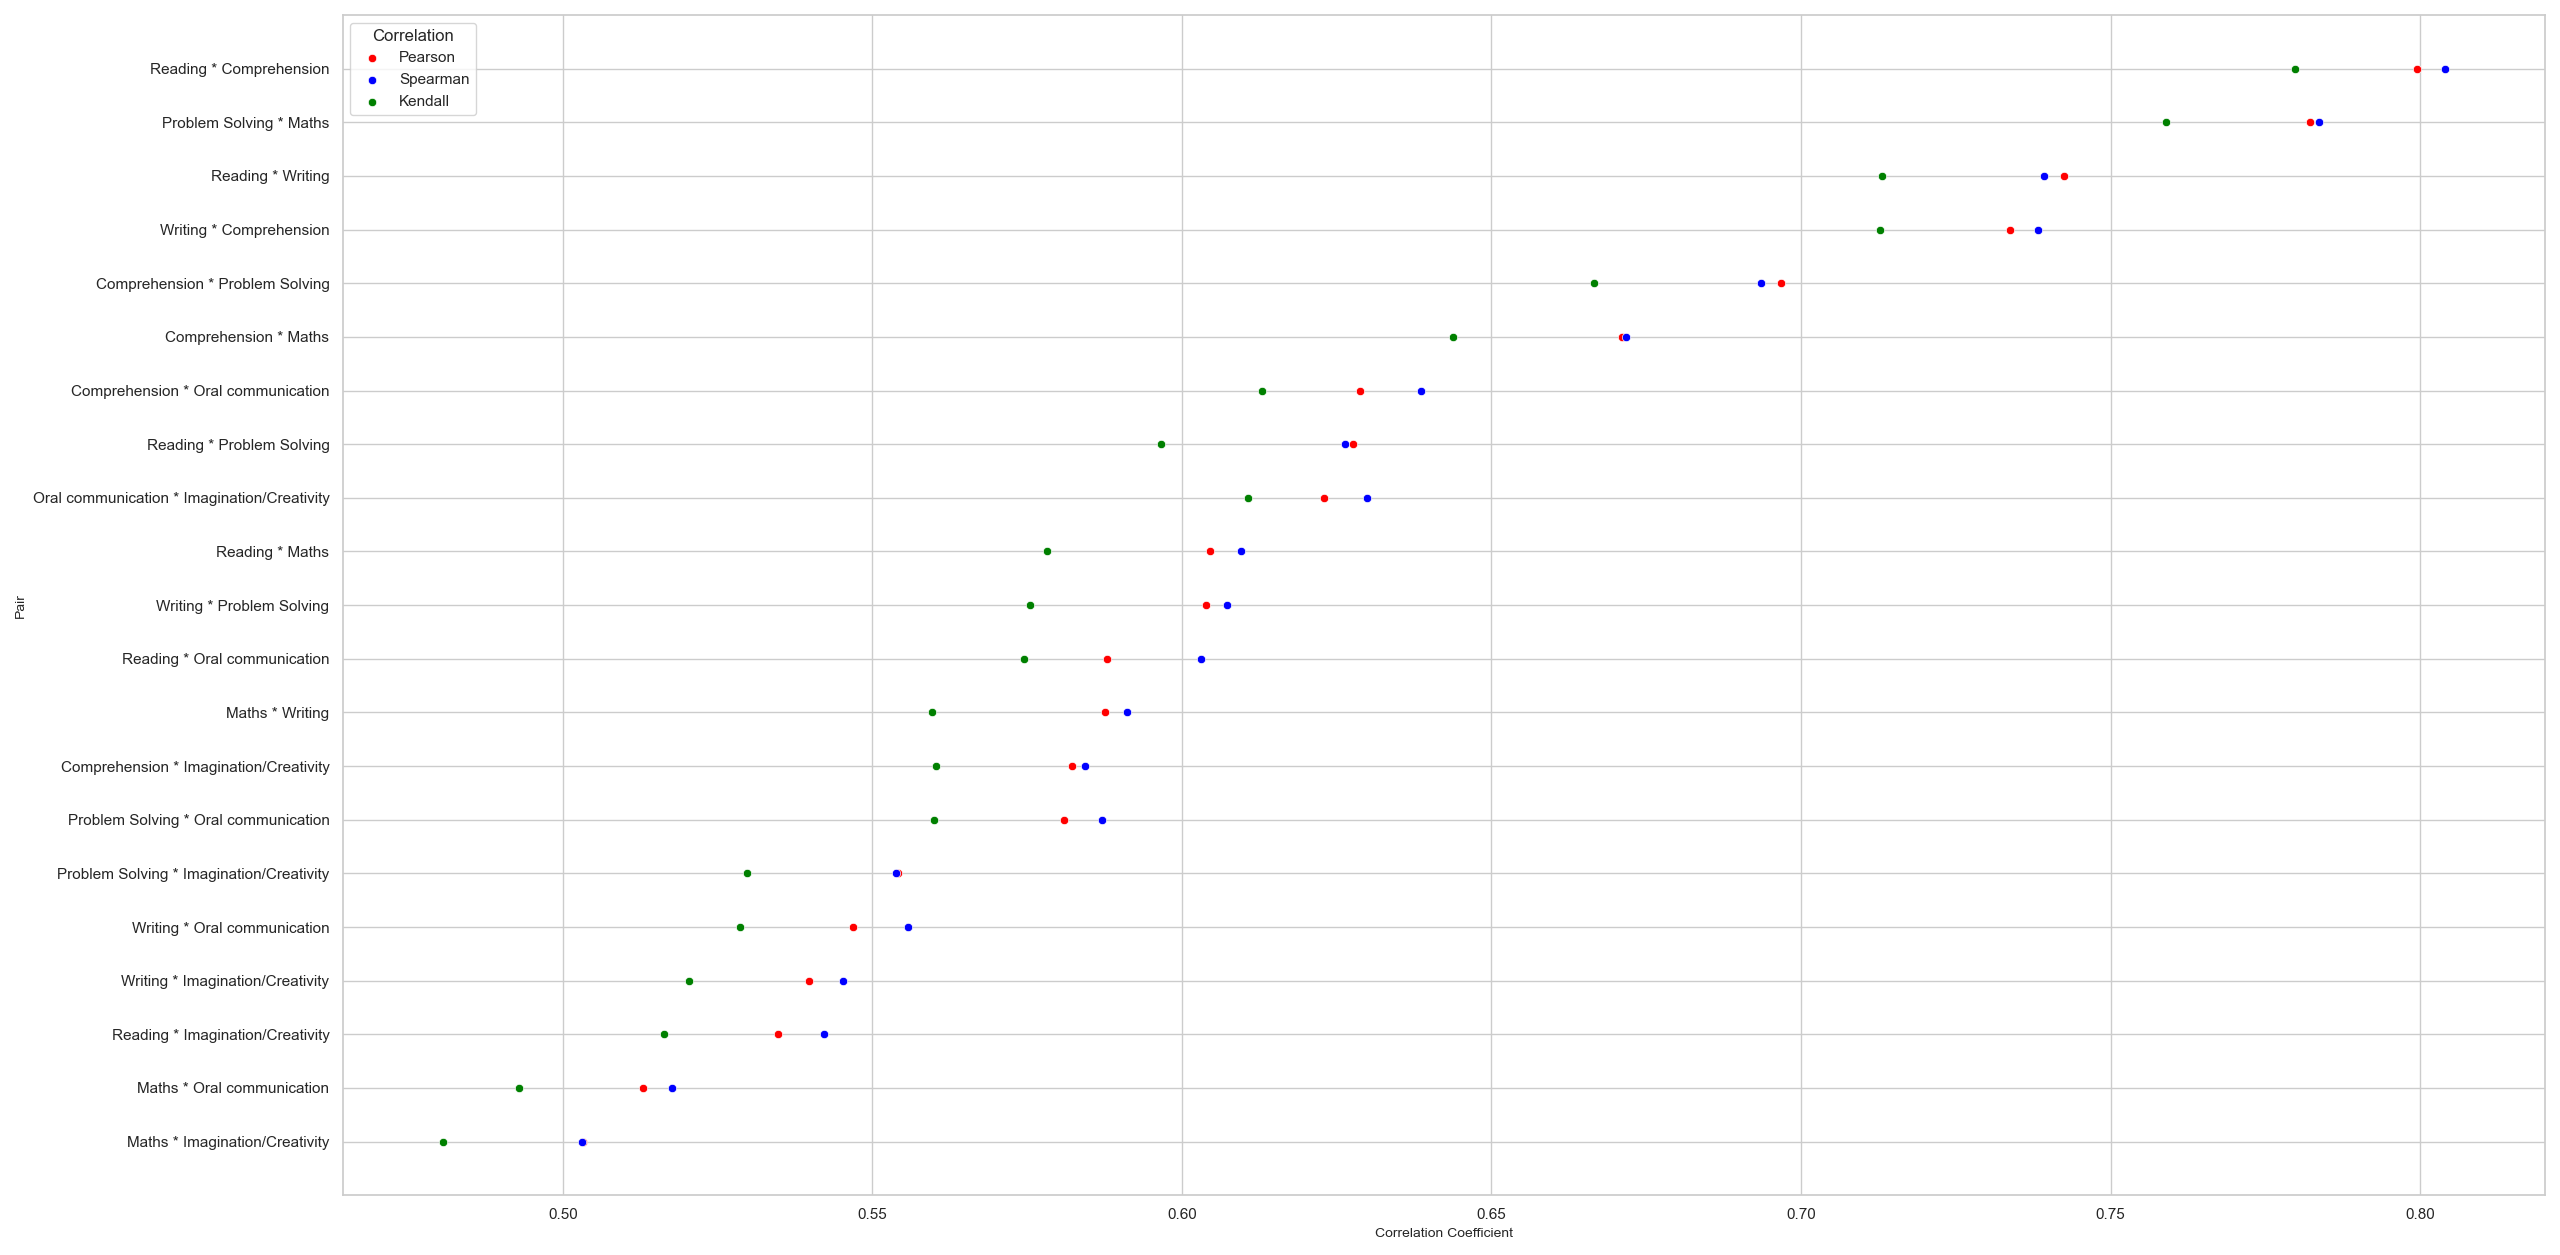 Correlation
Pearson
Spearman
Kendall
Reading * Comprehension
Problem Solving * Maths
Reading * Writing
Writing * Comprehension
Comprehension * Problem Solving
Comprehension * Maths
Comprehension * Oral communication
Reading * Problem Solving
Oral communication * Imagination/Creativity
Reading * Maths
Writing * Problem Solving
Reading * Oral communication
Maths * Writing
Comprehension * Imagination/Creativity
Problem Solving * Oral communication
Problem Solving * Imagination/Creativity
Writing * Oral communication
Writing * Imagination/Creativity
Reading * Imagination/Creativity
Maths * Oral communication
Maths * Imagination/Creativity
Pair
0.50 0.55 0.60 0.65 0.70 0.75 0.80
Correlation Coefficient